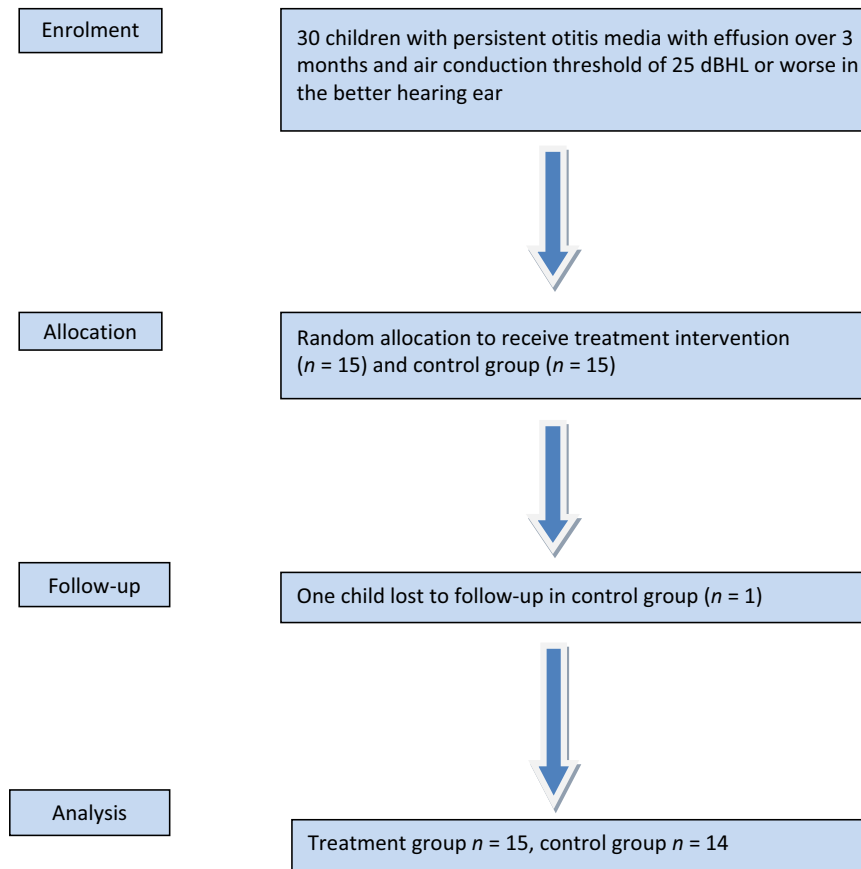 Enrolment
30 children with persistent otitis media with effusion over 3
months and air conduction threshold of 25 dBHL or worse in
the better hearing ear
Allocation
Random allocation to receive treatment intervention
(n = 15) and control group (n = 15)
Follow-up
One child lost to follow-up in control group (n = 1)
Analysis
Treatment group n = 15, control group n = 14